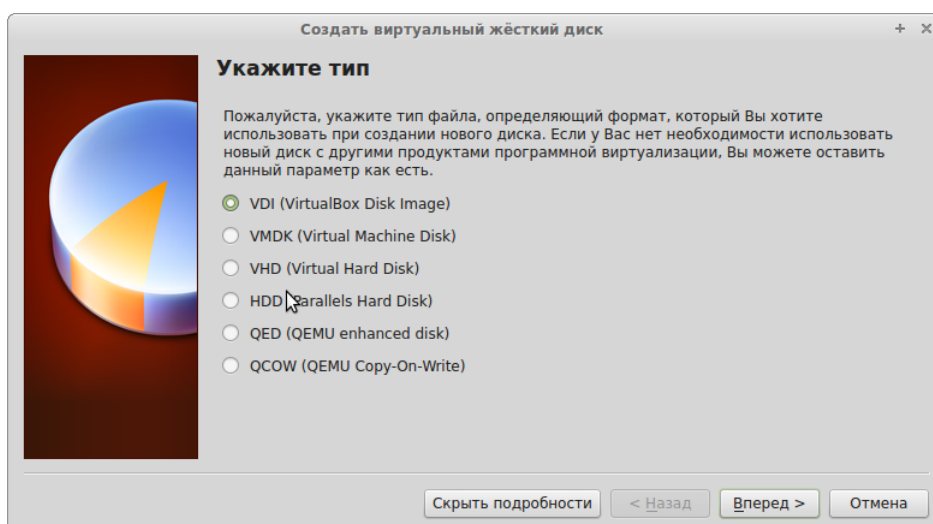 Создать виртуальный жёсткий диск
Укажите тип
Пожалуйста, укажите тип файла, определяющий формат, который Вы хотите
использовать при создании нового диска. Если у Вас нет необходимости использовать
новый диск с другими продуктами программной виртуализации, Вы можете оставить
данный параметр как есть.
VDI (VirtualBox Disk Image)
VMDK (Virtual Machine Disk)
VHD (Virtual Hard Disk)
HDD (Parallels Hard Disk)
QED (QEMU enhanced disk)
QCOW (QEMU Copy-On-Write)
Скрыть подробности < Назад Вперед > Отмена